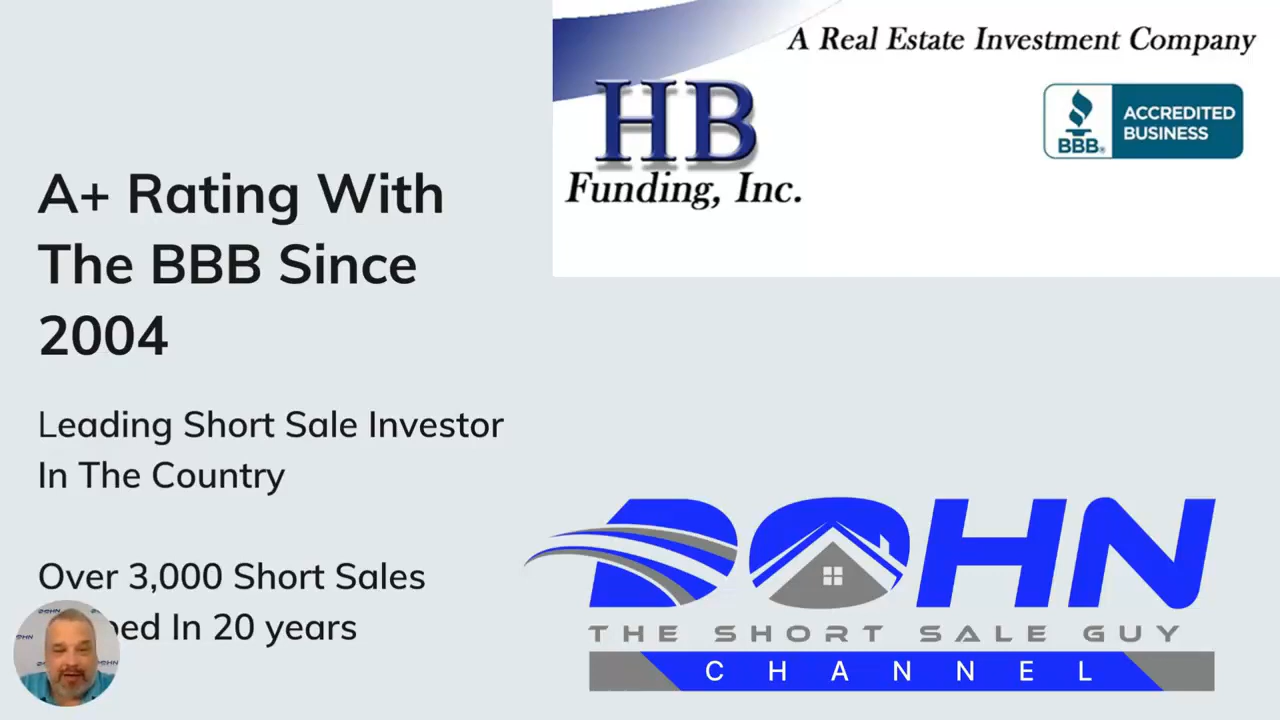 A Real Estate Investment Company
HB
Funding, Inc.
BBB
ACCREDITED
BUSINESS
A+ Rating With
The BBB Since
2004
Leading Short Sale Investor
In The Country
Over 3,000 Short Sales
In 20 years
DOHN
THE SHORT SALE GUY
CHANNEL